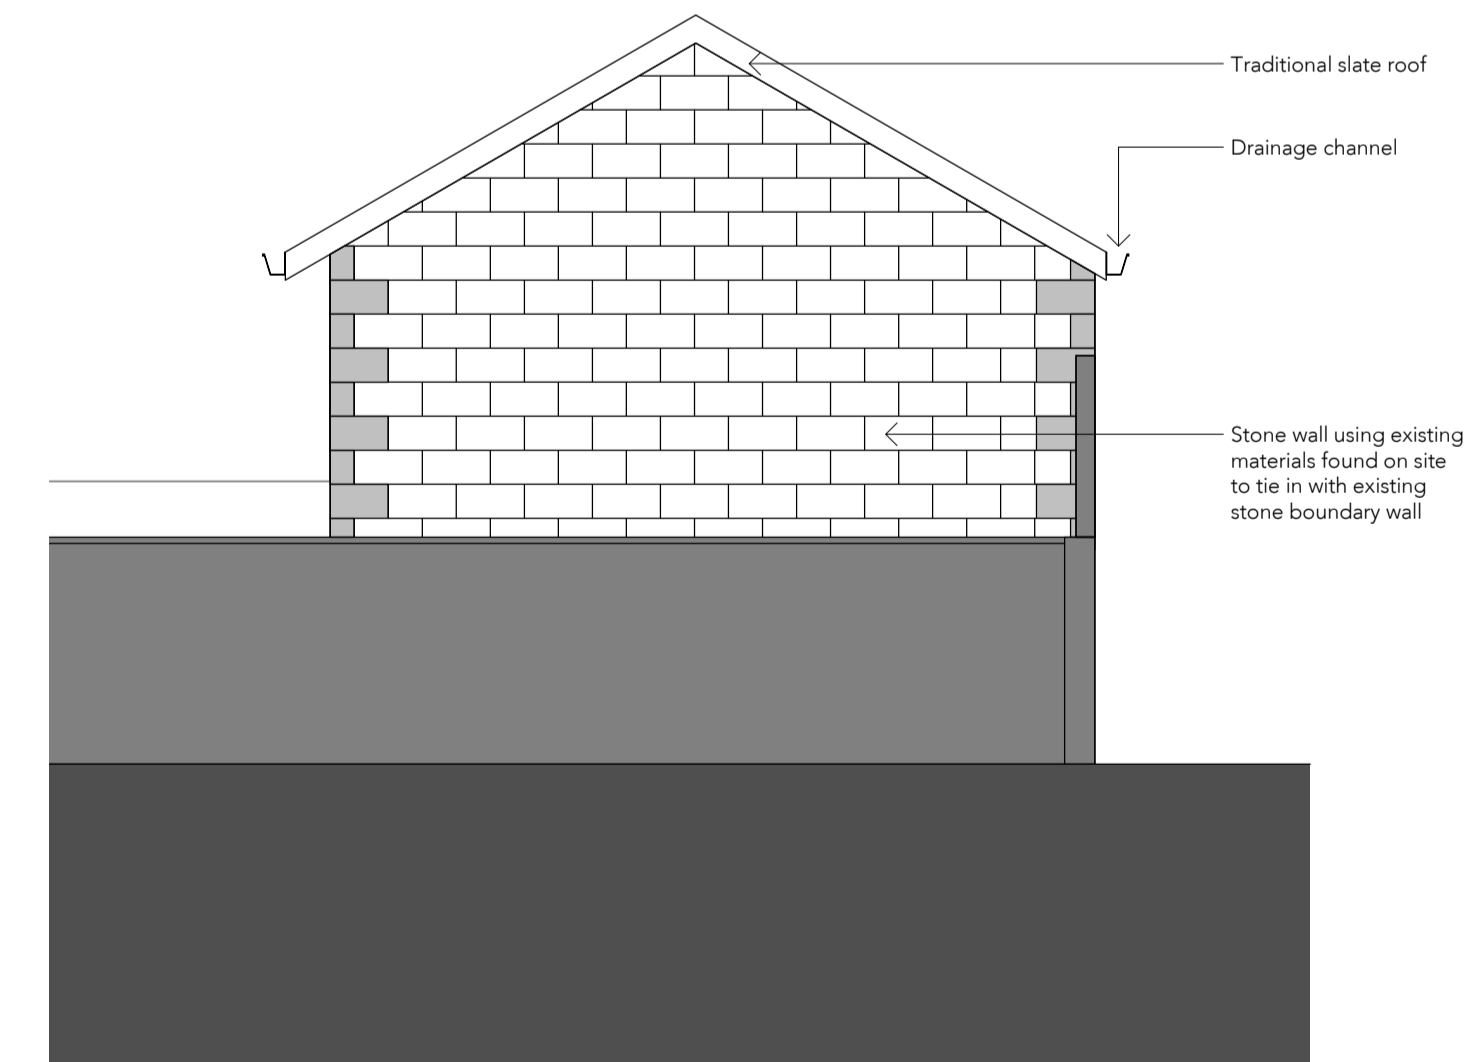 Traditional slate roof
Drainage channel
Stone wall using existing
materials found on site
to tie in with existing
stone boundary wall